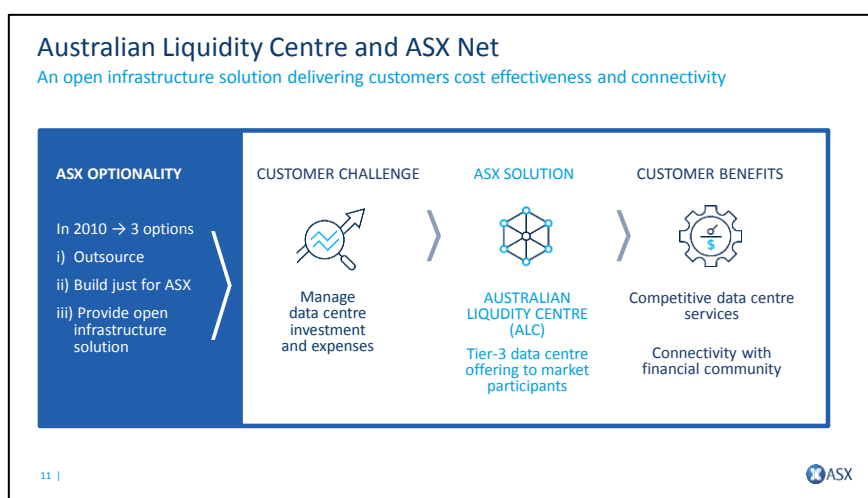 Australian Liquidity Centre and ASX Net
An open infrastructure solution delivering customers cost effectiveness and connectivity
ASX OPTIONALITY
In 2010 → 3 options
i) Outsource
ii) Build just for ASX
iii) Provide open
infrastructure
solution
CUSTOMER CHALLENGE
Manage
data centre
investment
and expenses
ASX SOLUTION
AUSTRALIAN
LIQUDITY CENTRE
(ALC)
Tier-3 data centre
offering to market
participants
CUSTOMER BENEFITS
$
Competitive data centre
services
Connectivity with
financial community
11 |
ASX